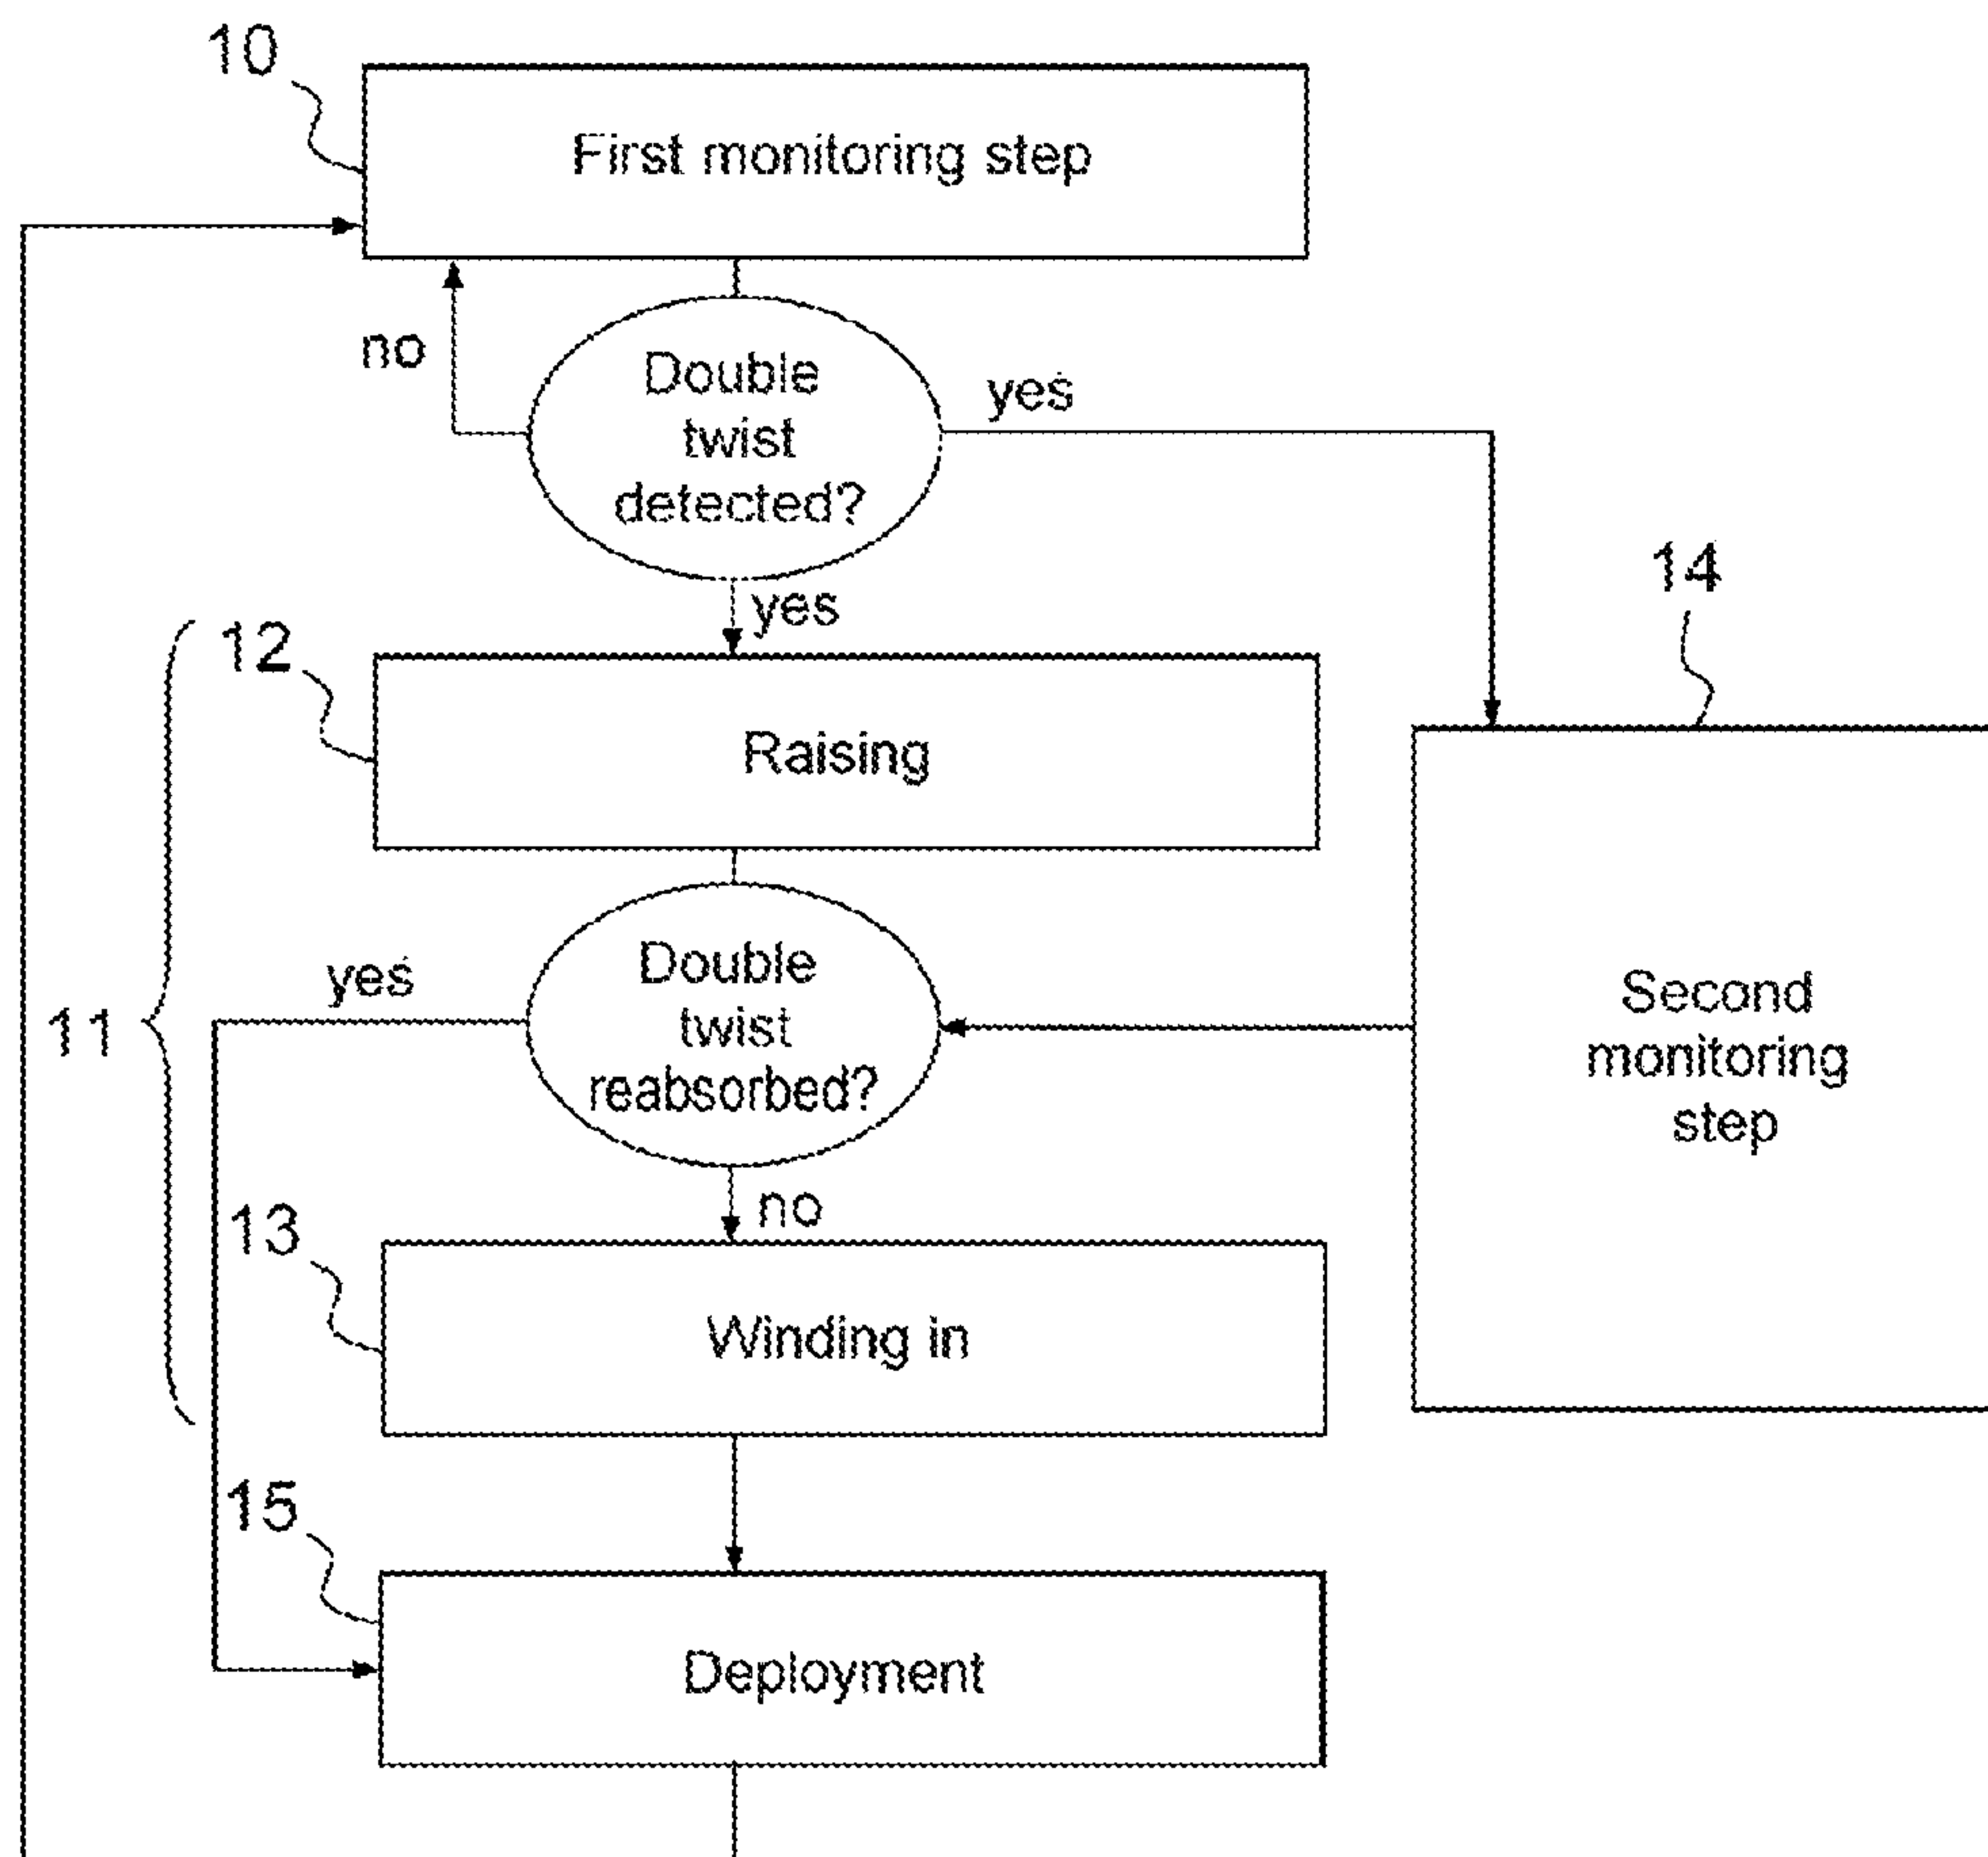 10
First monitoring step
no
Double
twist
detected?
yes
yes
14
12
Raising
11
yes
Double
twist
reabsorbed?
Second
monitoring
step
no
13
Winding in
15
Deployment